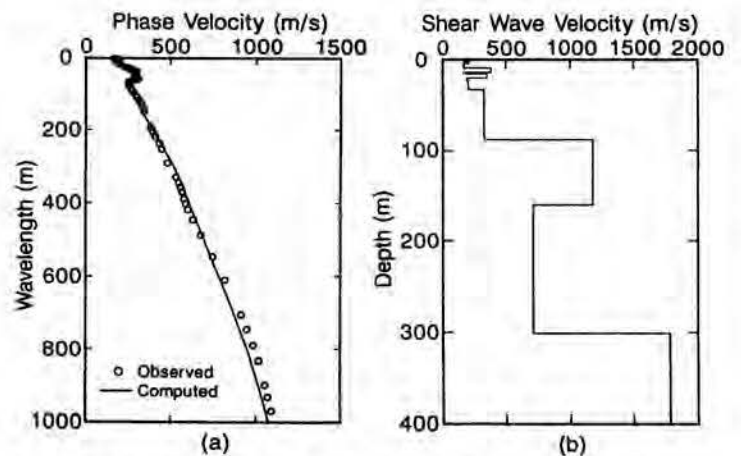 Phase Velocity (m/s)
0 500 1000 1500
0
200
400
600
800
1000
Wavelength (m)
Observed
Computed
(a)
Shear Wave Velocity (m/s)
0 500 1000 1500 2000
0
100
200
300
400
Depth (m)
(b)